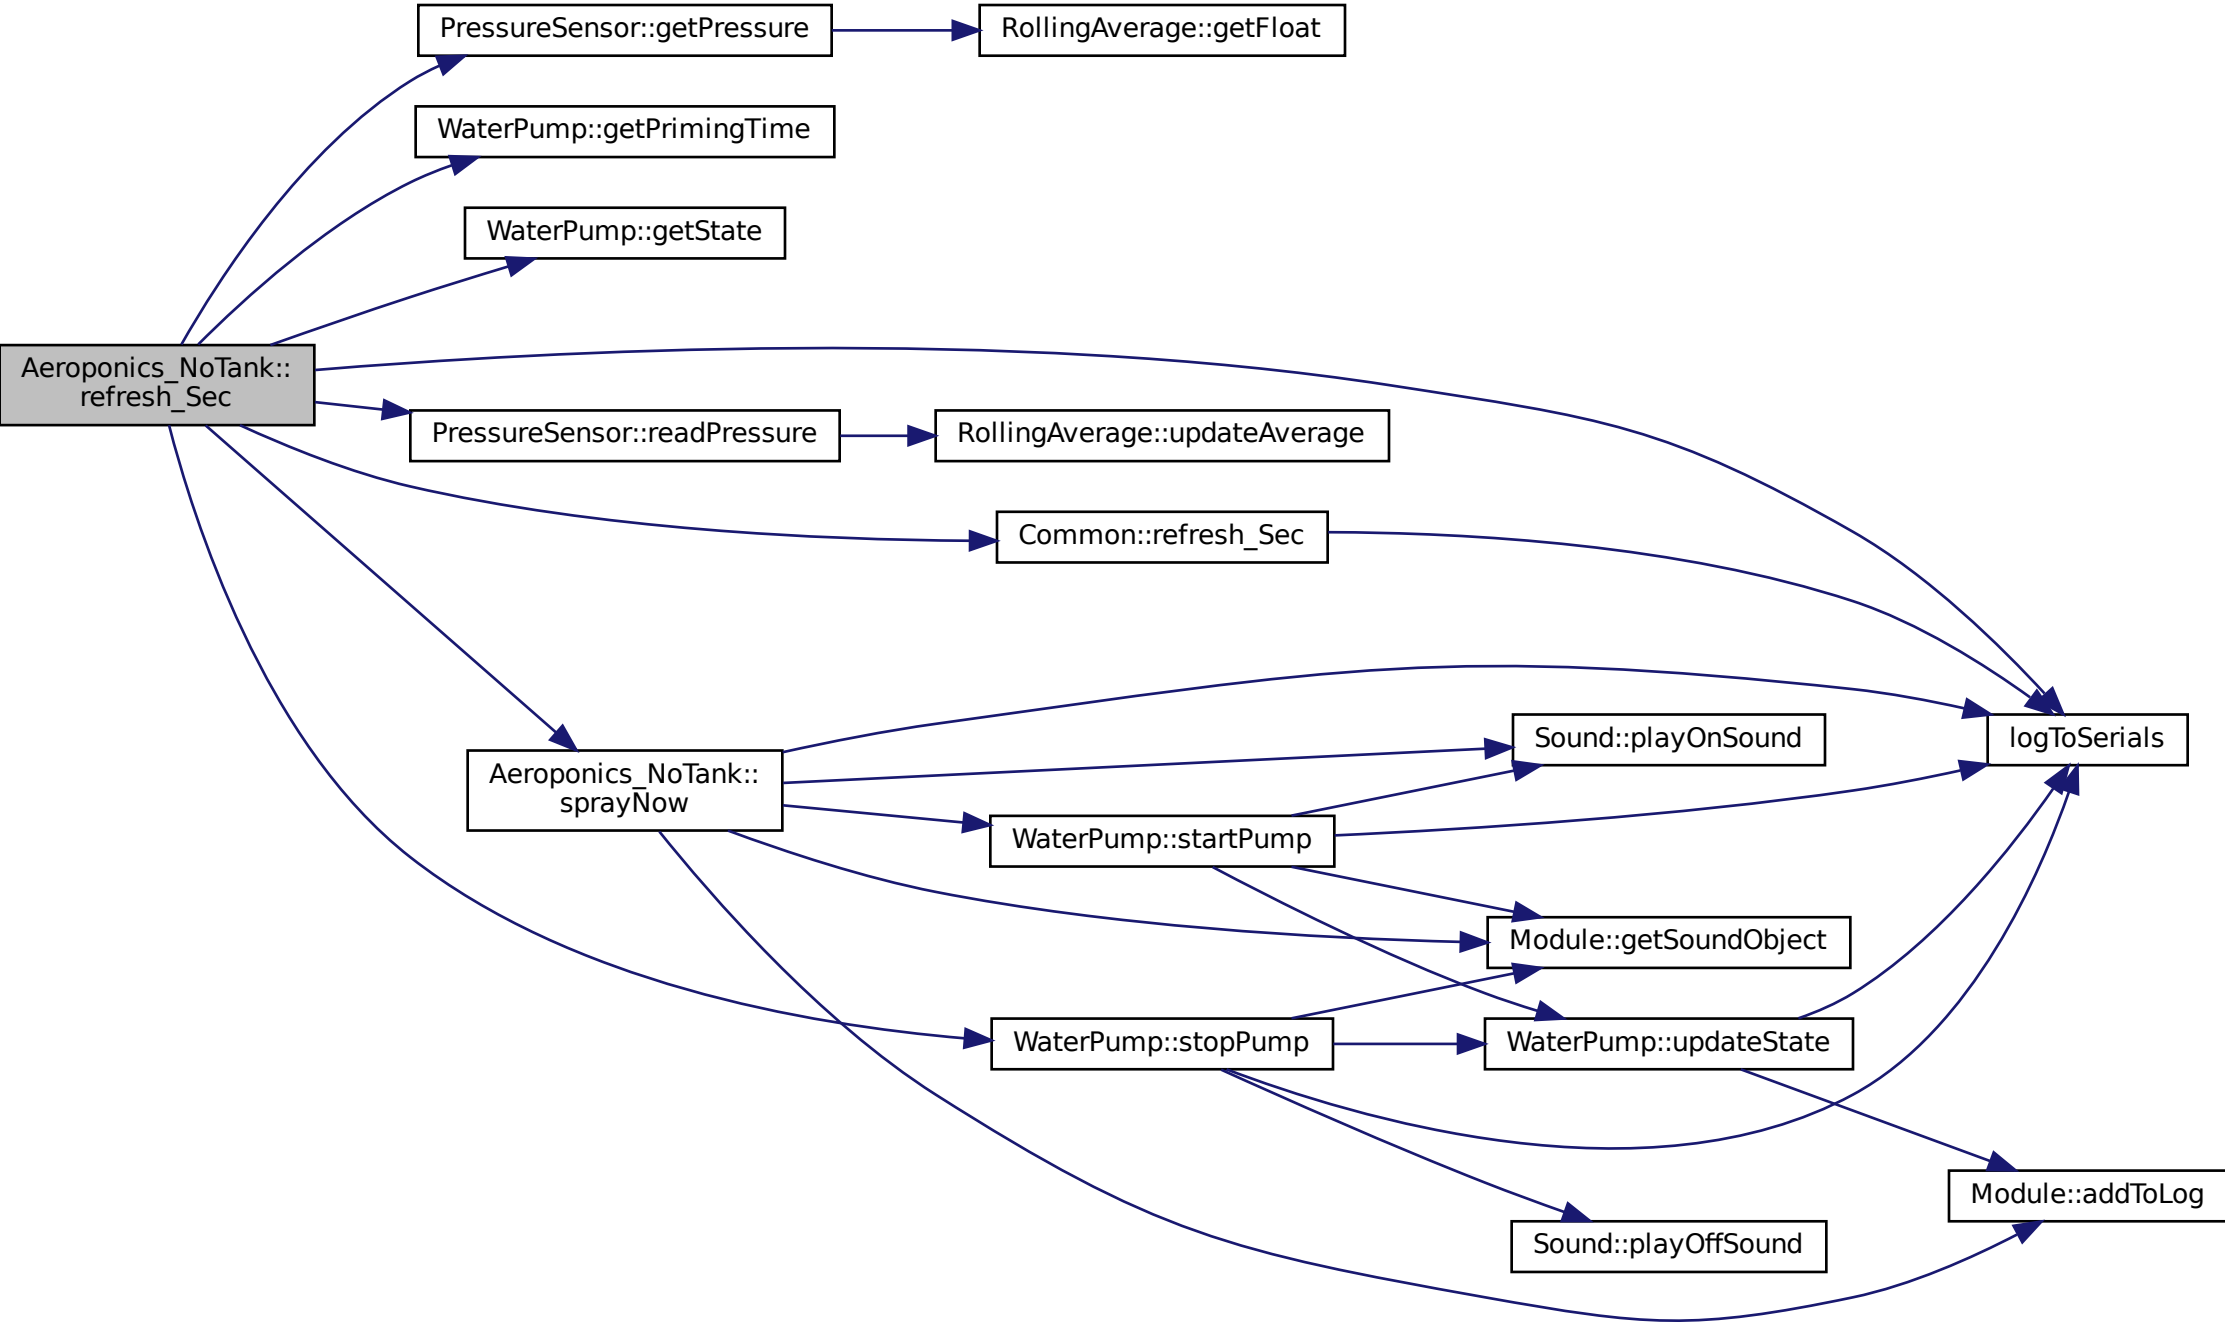 PressureSensor::getPressure
RollingAverage::getFloat
WaterPump::getPrimingTime
WaterPump::getState
Aeroponics_NoTank::
refresh_Sec
PressureSensor::readPressure
RollingAverage::updateAverage
Common::refresh_Sec
Aeroponics_NoTank::
sprayNow
Sound::playOnSound
logToSerials
WaterPump::startPump
Module::getSoundObject
WaterPump::stopPump
WaterPump::updateState
Module::addToLog
Sound::playOffSound